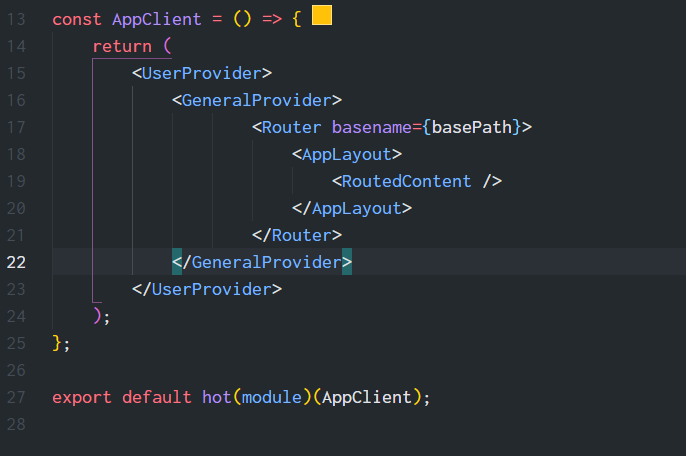 13 const AppClient = () => {
14     return (
15         <UserProvider>
16             <GeneralProvider>
17                     <Router basename={basePath}>
18                         <AppLayout>
19                             <RoutedContent />
20                         </AppLayout>
21                     </Router>
22             </GeneralProvider>
23         </UserProvider>
24     );
25 };
26
27 export default hot(module)(AppClient);
28